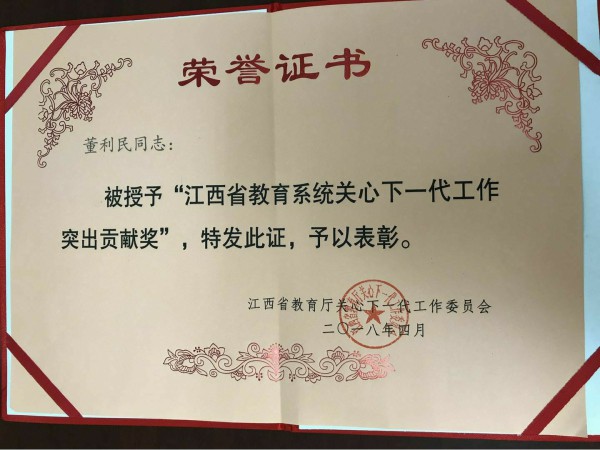 荣誉证书
董利民同志：
被授予“江西省教育系统关心下一代工作
突出贡献奖”，特发此证，予以表彰。
江西省教育厅关心下一代工作委员会
二〇一八年四月